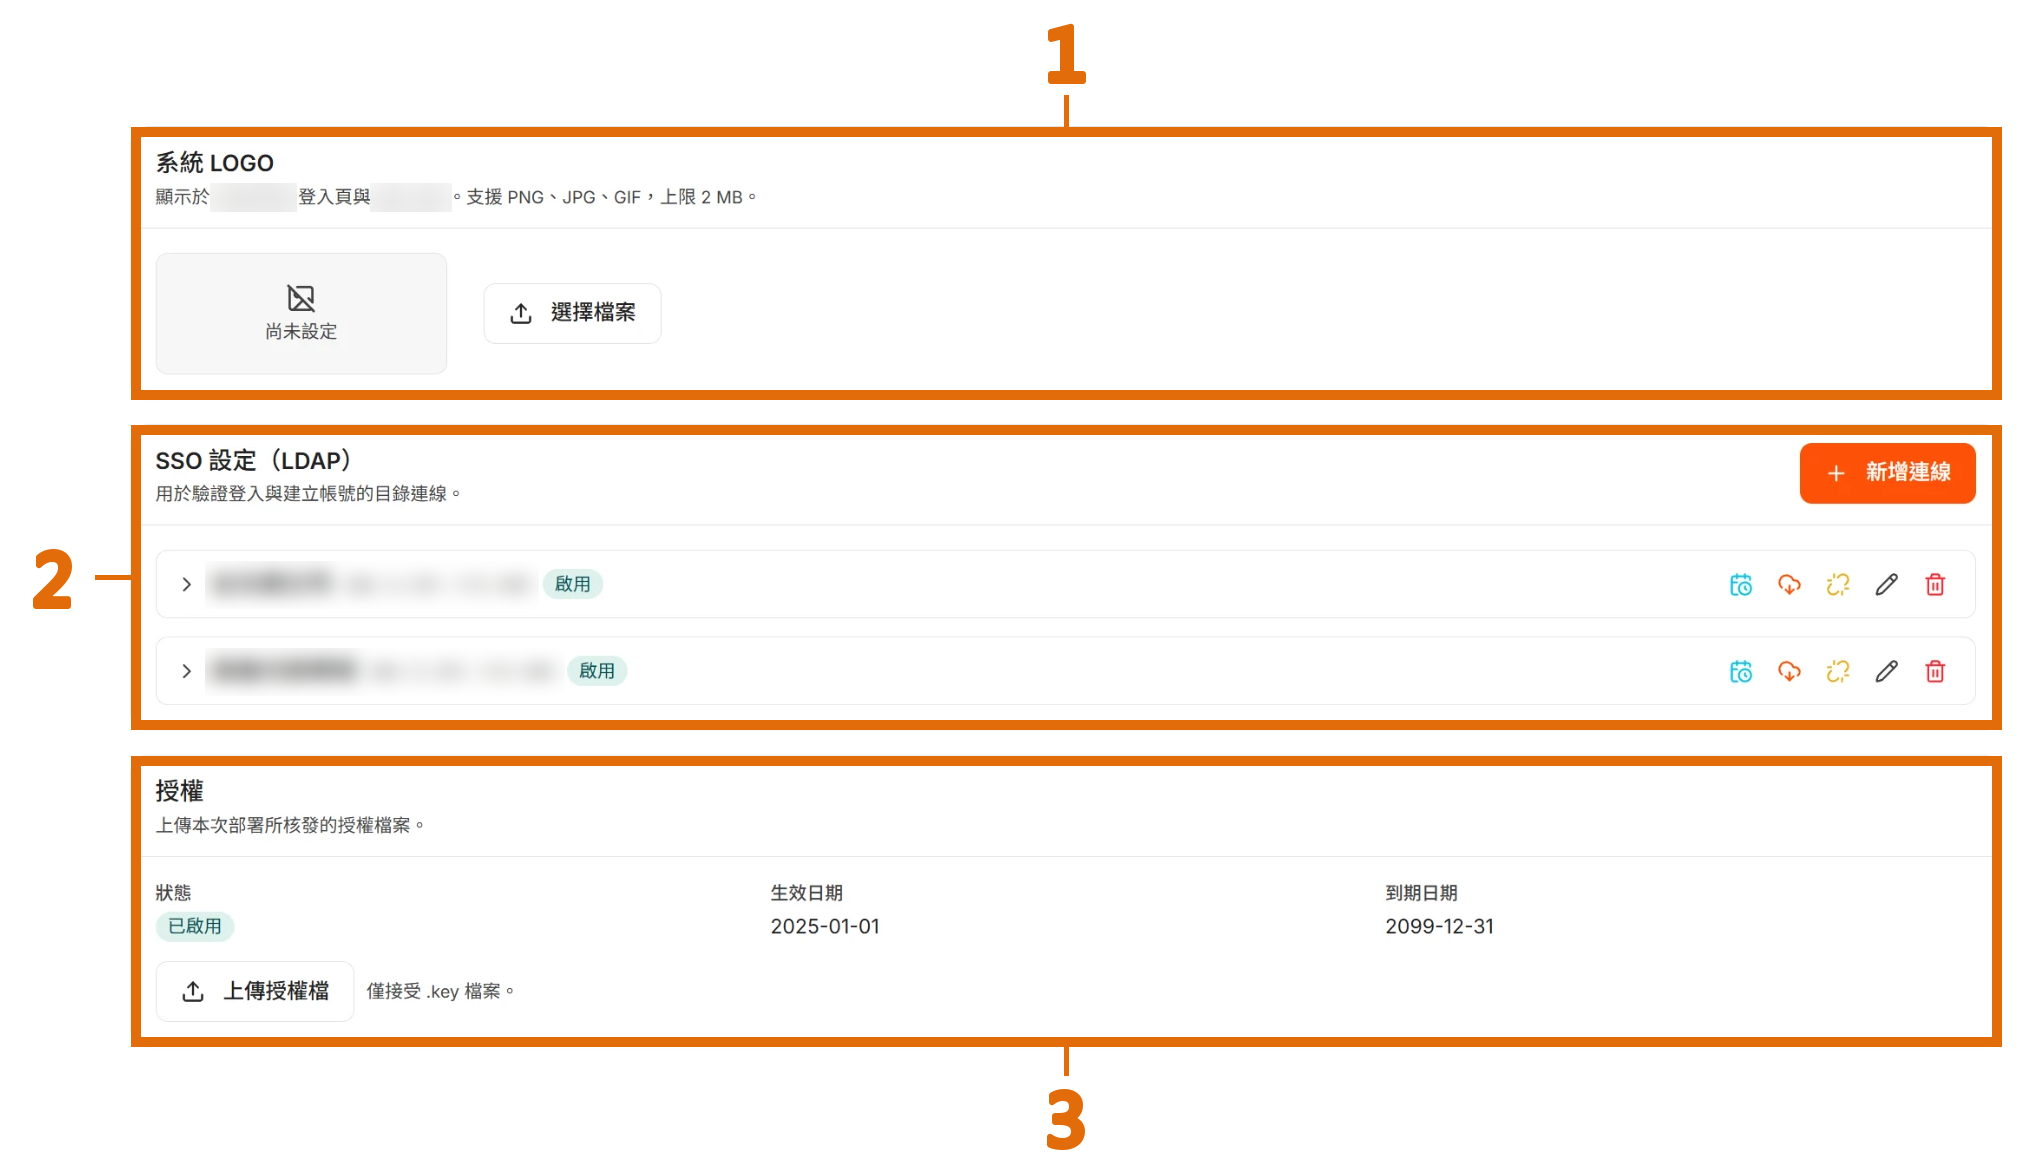 1
系統 LOGO
顯示於 登入頁與 。支援 PNG、JPG、GIF，上限 2 MB。
尚未設定
選擇檔案
2
SSO 設定（LDAP）
用於驗證登入與建立帳號的目錄連線。
新增連線
啟用
啟用
授權
上傳本次部署所核發的授權檔案。
狀態
已啟用
生效日期
2025-01-01
到期日期
2099-12-31
上傳授權檔
僅接受 .key 檔案。
3